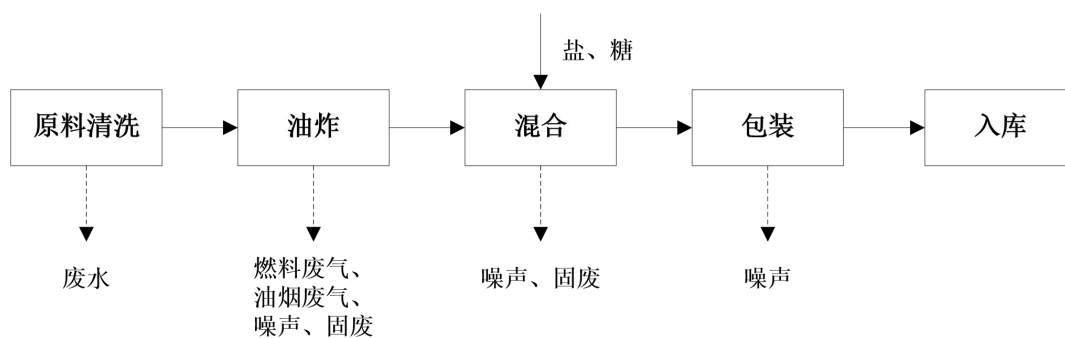 盐、糖
原料清洗
油炸
混合
包装
入库
废水
燃料废气、
油烟废气、
噪声、固废
噪声、固废
噪声